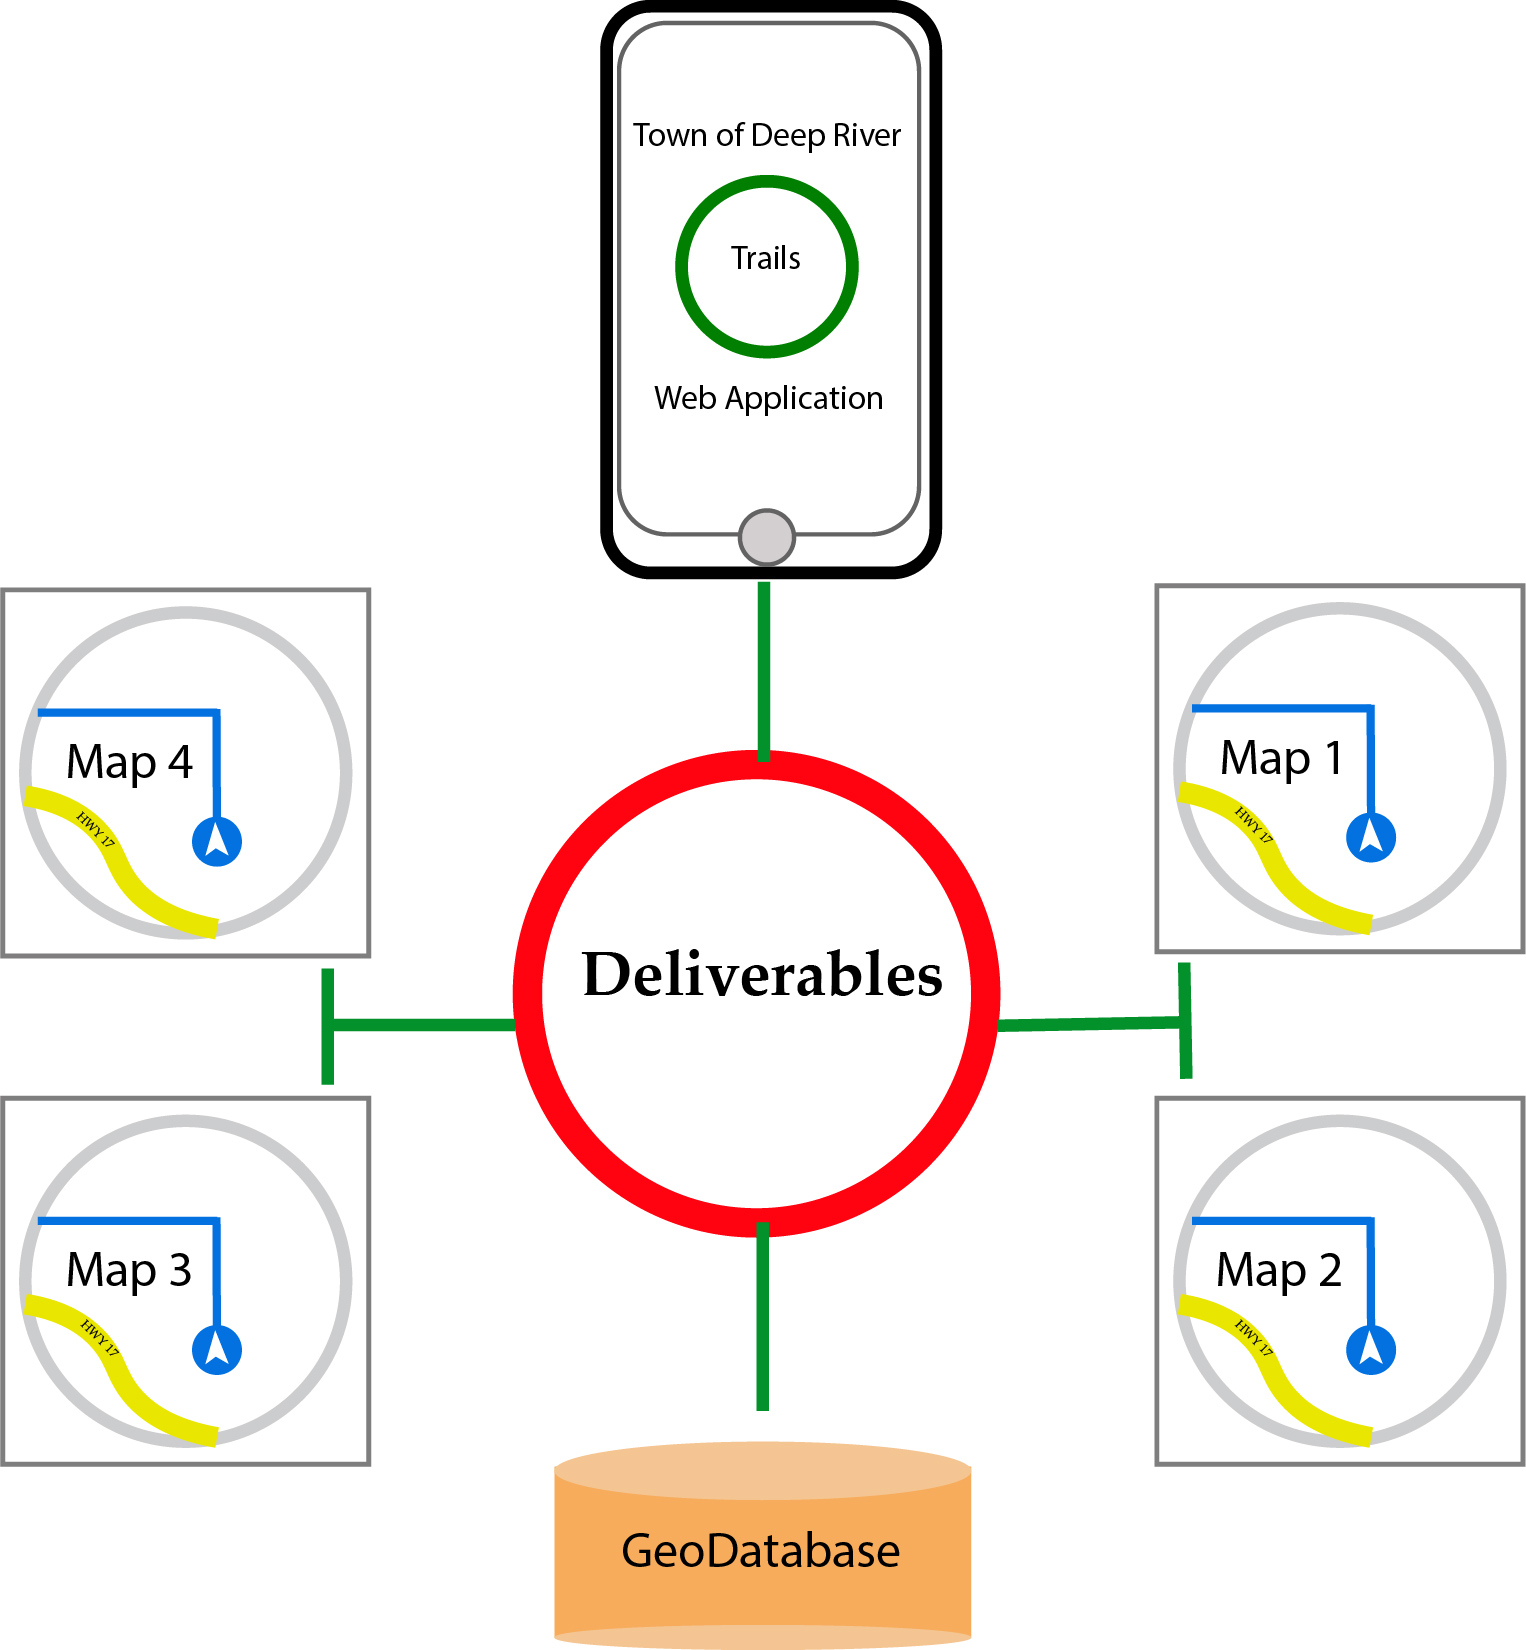 Town of Deep River
Trails
Web Application
Map 4
HWY 17
Map 1
HWY 17
Deliverables
Map 3
HWY 17
Map 2
HWY 17
GeoDatabase